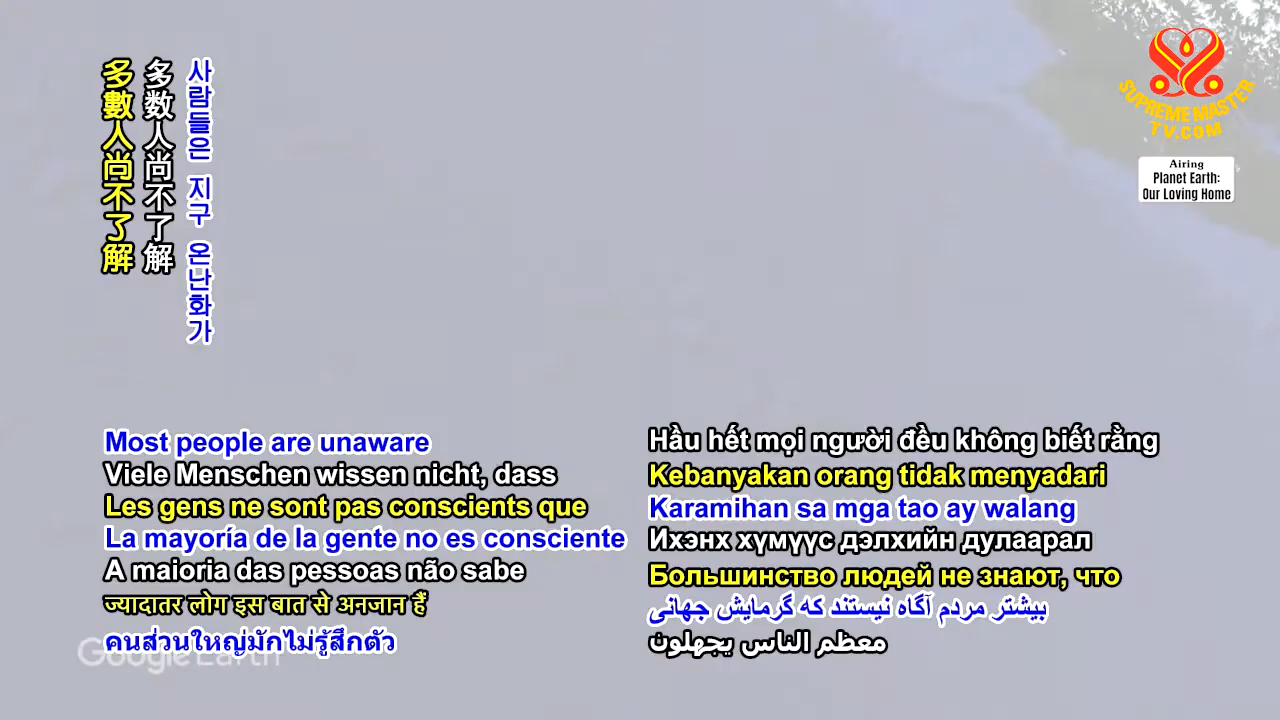 多數人尚不了解
多数人尚不了解
사람들은 지구 온난화가
SUPREME MASTER
TV.COM
Airing
Planet Earth:
Our Loving Home
Most people are unaware
Viele Menschen wissen nicht, dass
Les gens ne sont pas conscients que
La mayoría de la gente no es consciente
A maioria das pessoas não sabe
ज्यादातर लोग इस बात से अनजान हैं
คนส่วนใหญ่มักไม่รู้สึกตัว
Google Earth
Hầu hết mọi người đều không biết rằng
Kebanyakan orang tidak menyadari
Karamihan sa mga tao ay walang
Ихэнх хүмүүс дэлхийн дулаарал
Большинство людей не знают, что
بیشتر مردم آگاه نیستند که گرمایش جهانی
معظم الناس يجهلون